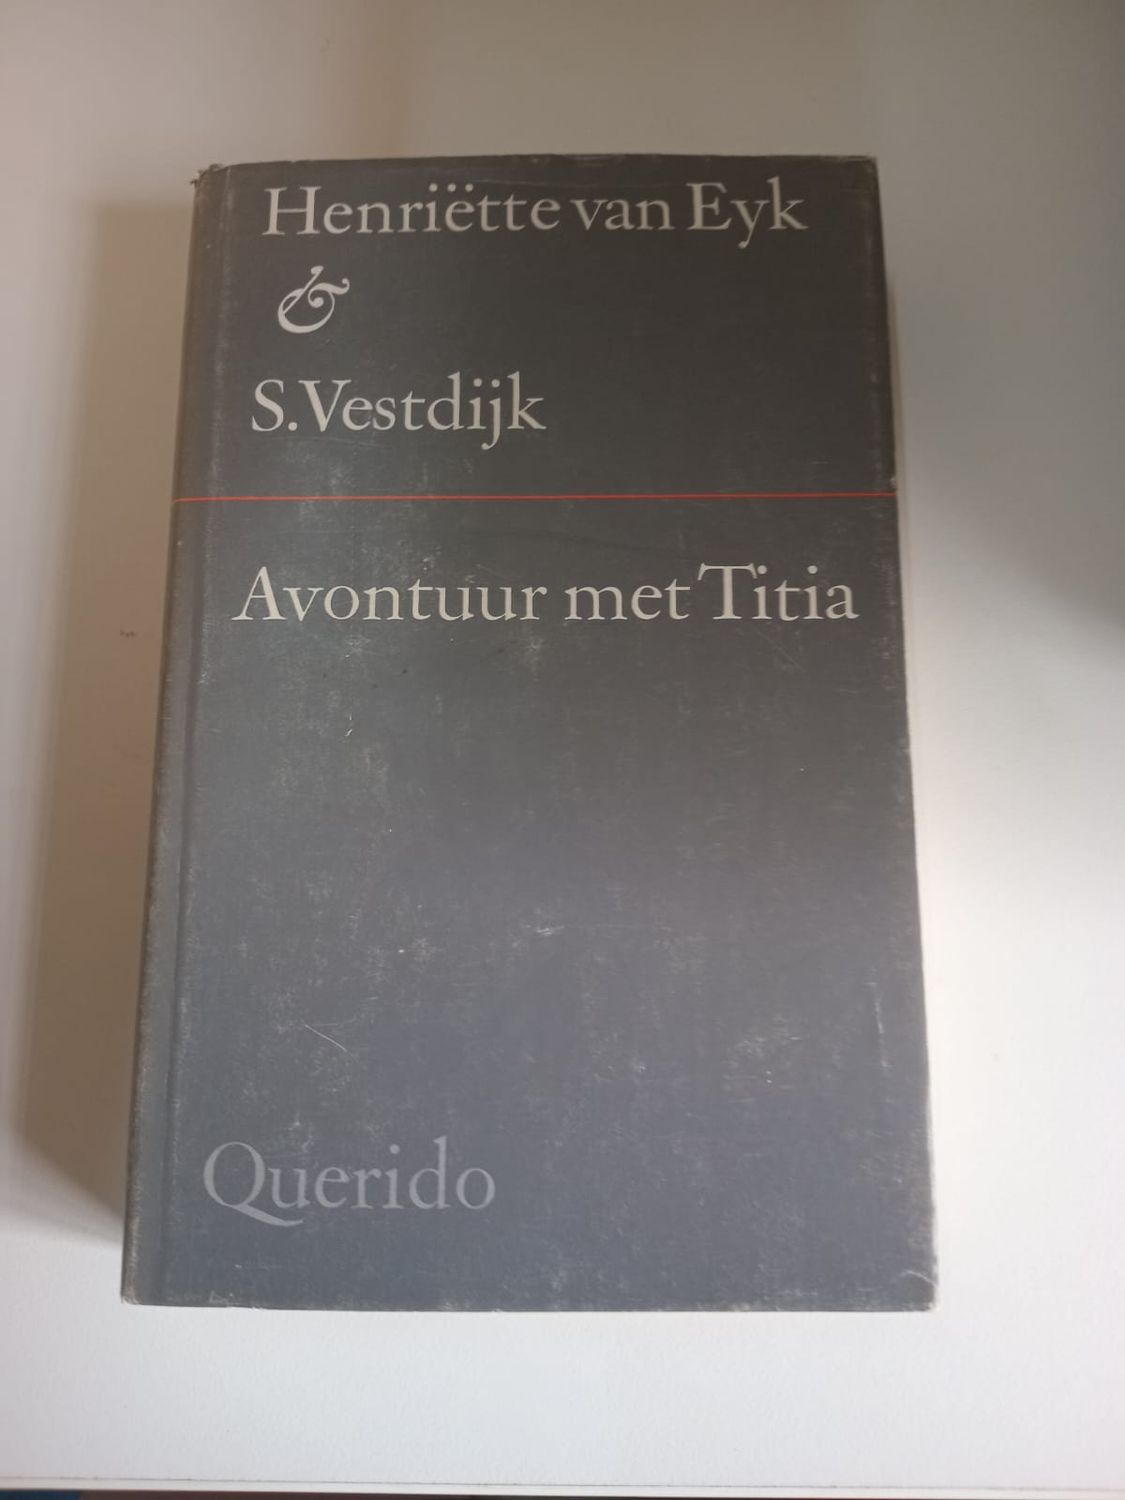 Henriëtte van Eyk
&
S. Vestdijk
Avontuur met Titia
Querido